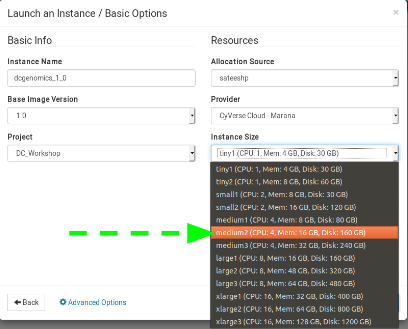 Launch an Instance / Basic Options ×
Basic Info
Resources
Instance Name
dcgenomics_1_0
Allocation Source
sateeshp
Base Image Version
1.0
Provider
CyVerse Cloud - Marana
Project
DC_Workshop
Instance Size
tiny1 (CPU: 1, Mem: 4 GB, Disk: 30 GB)
tiny1 (CPU: 1, Mem: 4 GB, Disk: 30 GB)
tiny2 (CPU: 1, Mem: 8 GB, Disk: 60 GB)
small1 (CPU: 2, Mem: 8 GB, Disk: 30 GB)
small2 (CPU: 2, Mem: 16 GB, Disk: 120 GB)
medium1 (CPU: 4, Mem: 8 GB, Disk: 80 GB)
medium2 (CPU: 4, Mem: 16 GB, Disk: 160 GB)
medium3 (CPU: 4, Mem: 32 GB, Disk: 240 GB)
large1 (CPU: 8, Mem: 16 GB, Disk: 160 GB)
large2 (CPU: 8, Mem: 48 GB, Disk: 320 GB)
large3 (CPU: 8, Mem: 64 GB, Disk: 480 GB)
xlarge1 (CPU: 16, Mem: 32 GB, Disk: 400 GB)
xlarge2 (CPU: 16, Mem: 64 GB, Disk: 800 GB)
xlarge3 (CPU: 16, Mem: 128 GB, Disk: 1200 GB)
Back
Advanced Options